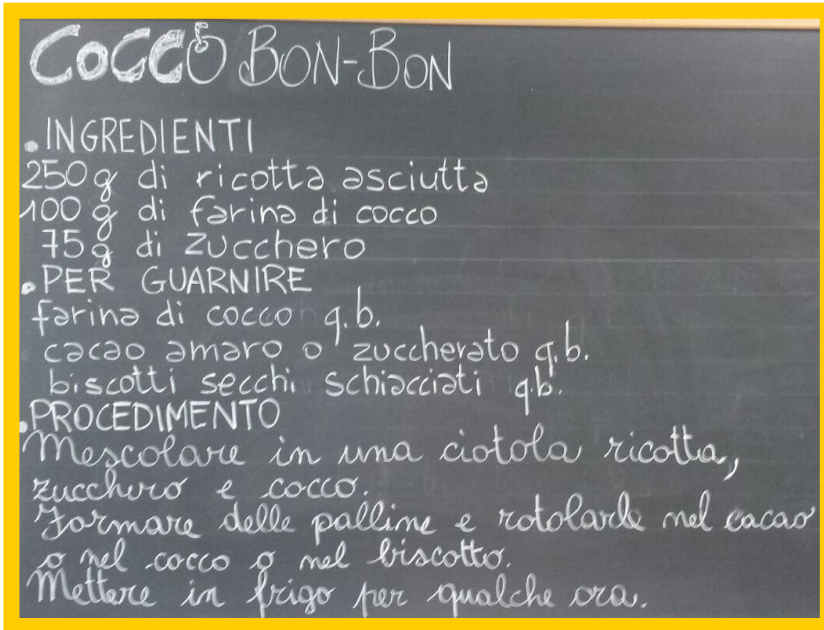 COCCO BON-BON
. INGREDIENTI
250 g di ricotta asciutta
100 g di farina di cocco
75g di zucchero
. PER GUARNIRE
farina di cocco q.b.
cacao amaro o zuccherato q.b.
biscotti secchi schiacciati q.b.
. PROCEDIMENTO
Mescolare in una ciotola ricotta,
zucchero e cocco.
Formare delle palline e rotolarle nel cacao
o nel cocco o nel biscotto.
Mettere in frigo per qualche ora.